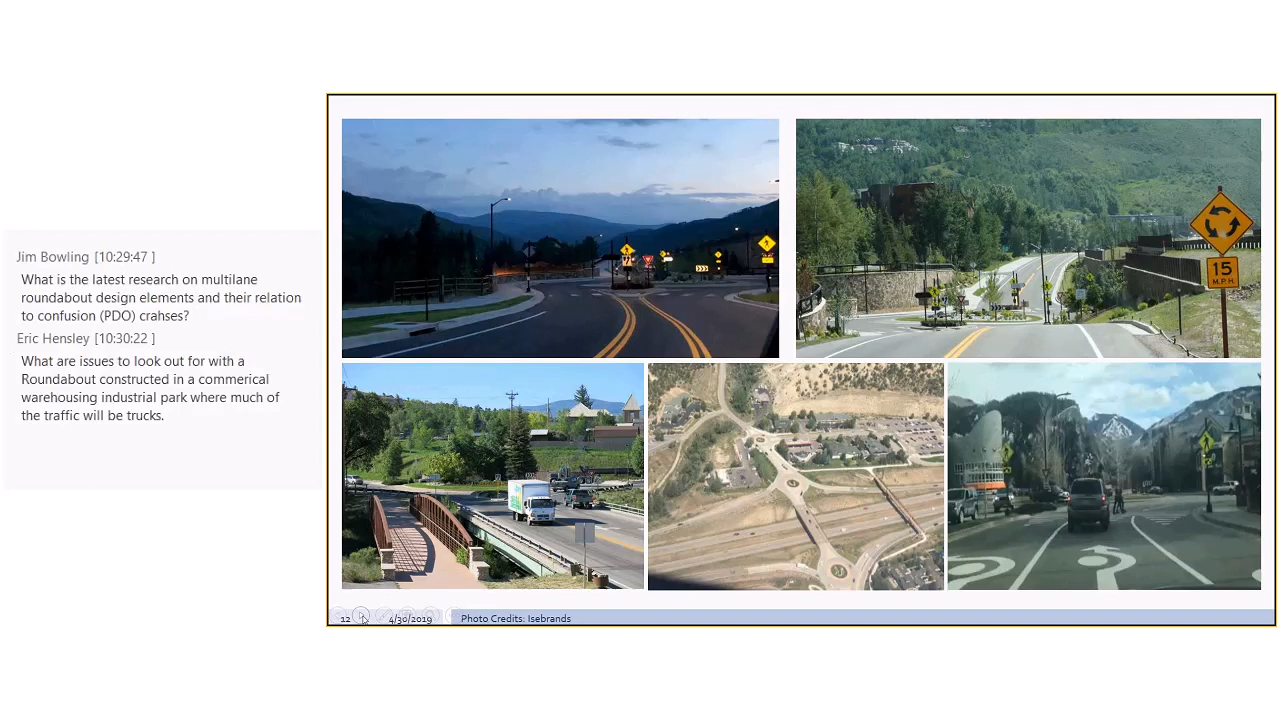 Jim Bowling [10:29:47 ]
What is the latest research on multilane
roundabout design elements and their relation
to confusion (PDO) crahses?
Eric Hensley [10:30:22 ]
What are issues to look out for with a
Roundabout constructed in a commerical
warehousing industrial park where much of
the traffic will be trucks.
15
M.P.H.
12
4/30/2019
Photo Credits: Isebrands